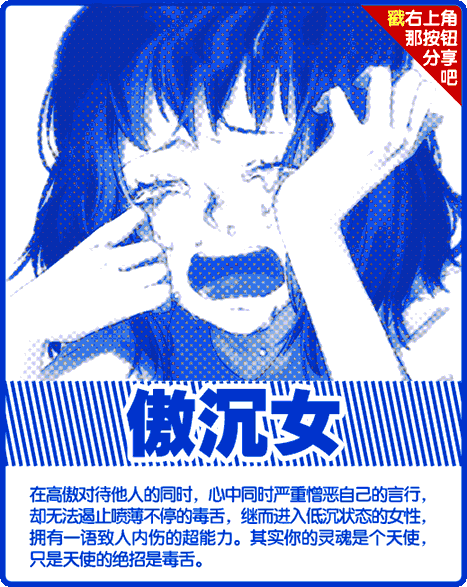 戳右上角
那按钮
分享
吧
傲沉女
在高傲对待他人的同时，心中同时严重憎恶自己的言行，
却无法遏止喷薄不停的毒舌，继而进入低沉状态的女性，
拥有一语致人内伤的超能力。其实你的灵魂是个天使，
只是天使的绝招是毒舌。